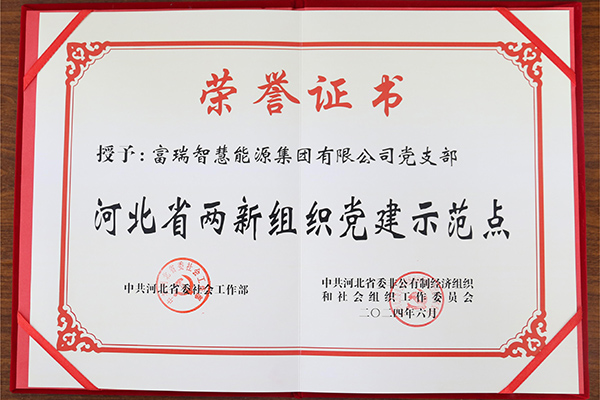 荣誉证书
授予：富瑞智慧能源集团有限公司党支部
河北省两新组织党建示范点
中共河北省委社会工作部
中共河北省委非公有制经济组织
和社会组织工作委员会
二〇二四年六月